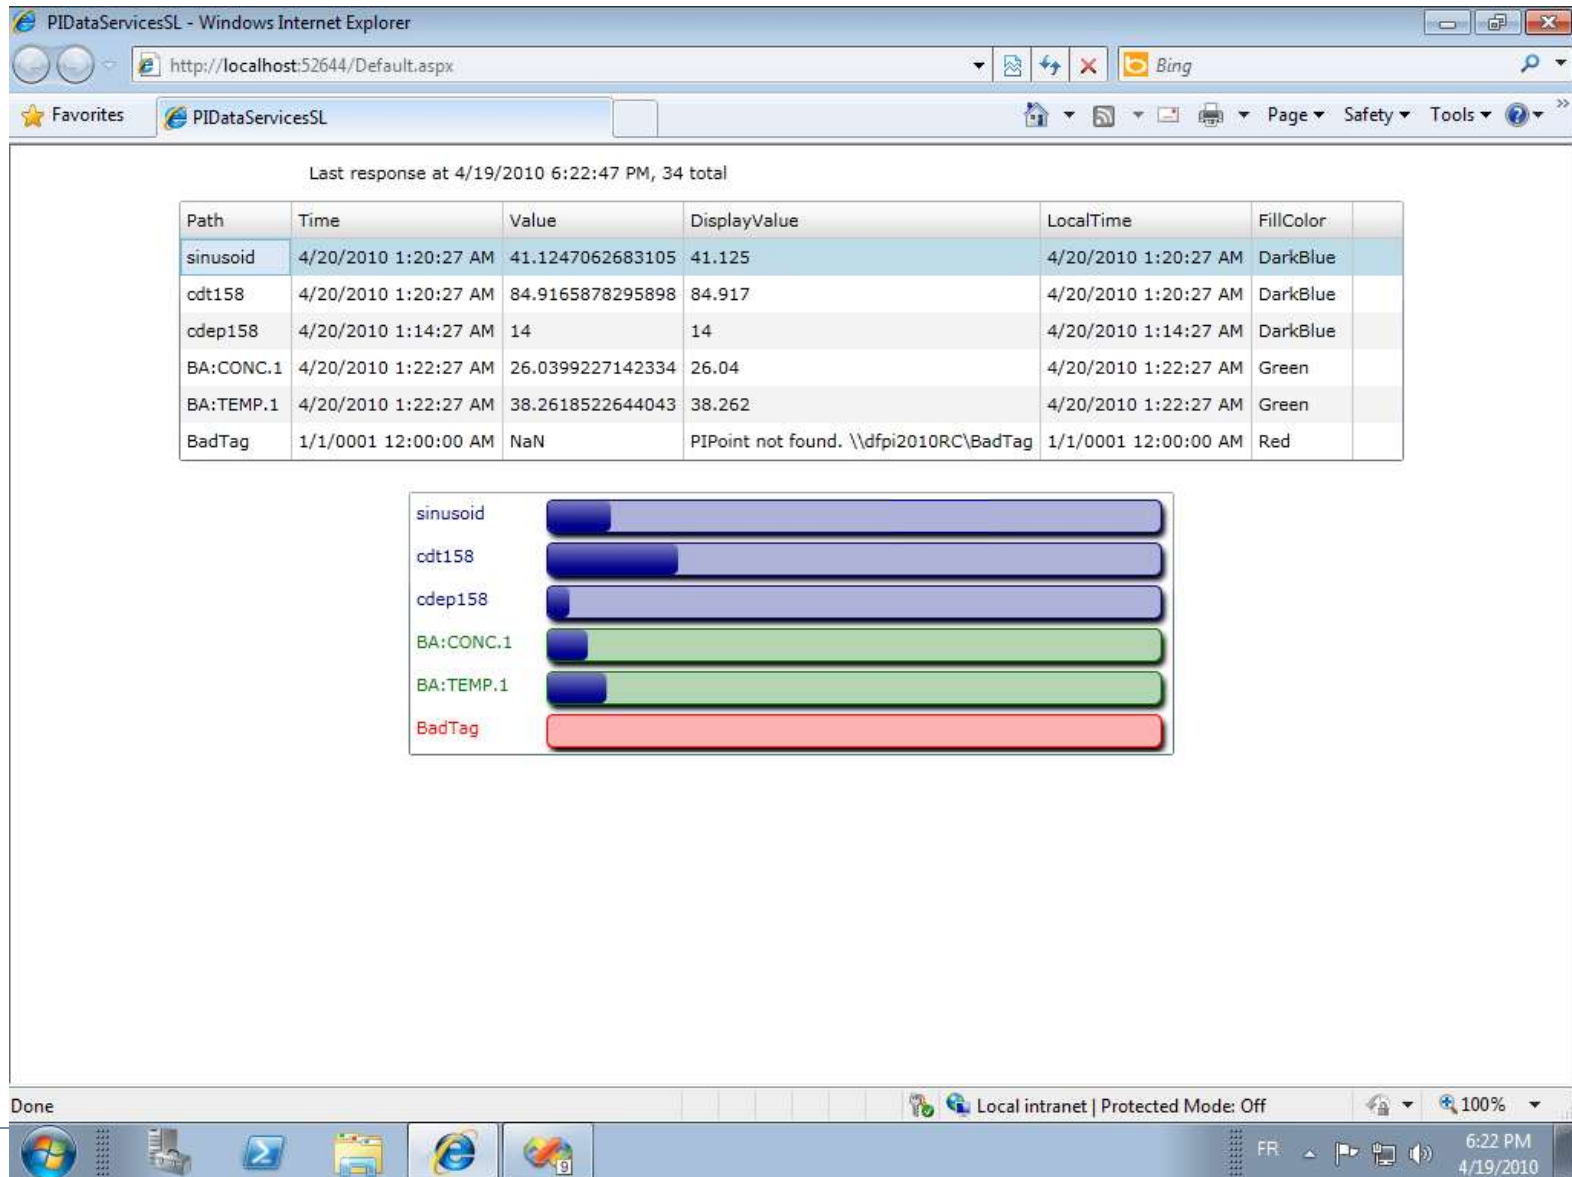 PIDataServicesSL - Windows Internet Explorer
http://localhost:52644/Default.aspx
Bing
Favorites
PIDataServicesSL
Page Safety Tools
Last response at 4/19/2010 6:22:47 PM, 34 total
Path Time Value DisplayValue LocalTime FillColor
sinusoid 4/20/2010 1:20:27 AM 41.1247062683105 41.125 4/20/2010 1:20:27 AM DarkBlue
cdt158 4/20/2010 1:20:27 AM 84.9165878295898 84.917 4/20/2010 1:20:27 AM DarkBlue
cdep158 4/20/2010 1:14:27 AM 14 14 4/20/2010 1:14:27 AM DarkBlue
BA:CONC.1 4/20/2010 1:22:27 AM 26.0399227142334 26.04 4/20/2010 1:22:27 AM Green
BA:TEMP.1 4/20/2010 1:22:27 AM 38.2618522644043 38.262 4/20/2010 1:22:27 AM Green
BadTag 1/1/0001 12:00:00 AM NaN PIPoint not found. \\dfpi2010RC\BadTag 1/1/0001 12:00:00 AM Red
sinusoid
cdt158
cdep158
BA:CONC.1
BA:TEMP.1
BadTag
Done
Local intranet | Protected Mode: Off
100%
9
FR
6:22 PM
4/19/2010